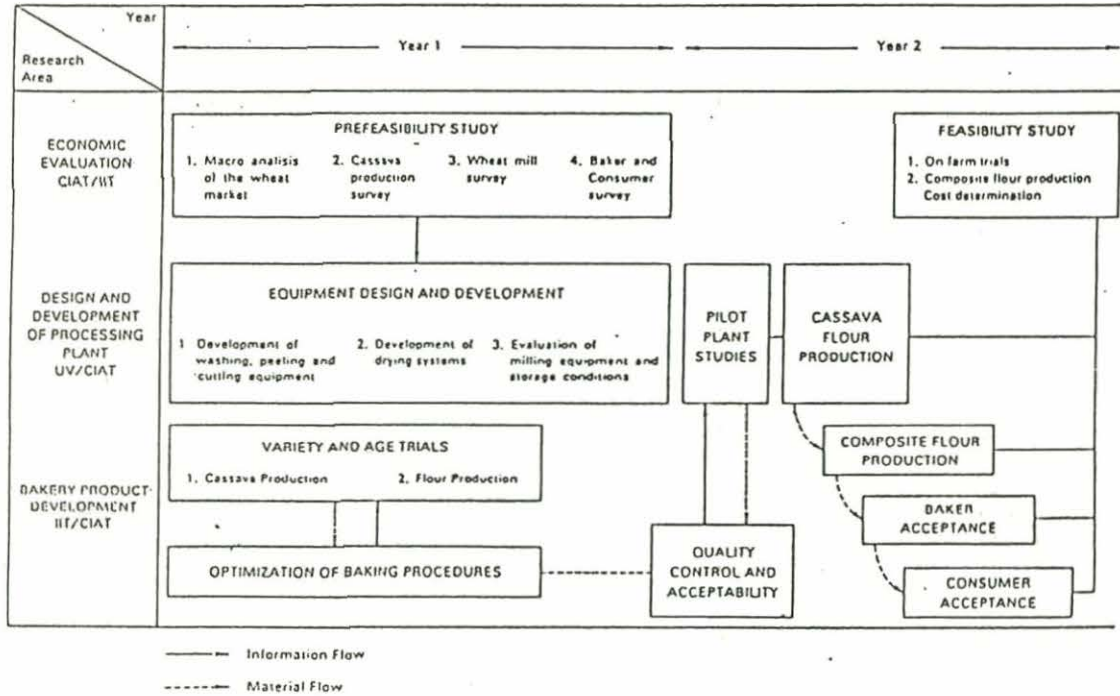 Year
Research
Area
Year 1
Year 2
ECONOMIC
EVALUATION
CIAT/IIT
PREFEASIBILITY STUDY
1. Macro analisis
of the wheat
market
2. Cassava
production
survey
3. Wheat mill
survey
4. Baker and
Consumer survey
FEASIBILITY STUDY
1. On farm trials
2. Composite flour production
Cost determination
DESIGN AND
DEVELOPMENT
OF PROCESSING
PLANT
UV/CIAT
EQUIPMENT DESIGN AND DEVELOPMENT
1 Development of
washing, peeling and
cutting equipment
2. Development of
drying systems
3. Evaluation of
milling equipment and
storage conditions
PILOT
PLANT
STUDIES
CASSAVA
FLOUR
PRODUCTION
BAKERY PRODUCT
DEVELOPMENT
IIT/CIAT
VARIETY AND AGE TRIALS
1. Cassava Production
2. Flour Production
OPTIMIZATION OF BAKING PROCEDURES
QUALITY
CONTROL AND
ACCEPTABILITY
COMPOSITE FLOUR
PRODUCTION
BAKER
ACCEPTANCE
CONSUMER
ACCEPTANCE
Information Flow
Material Flow